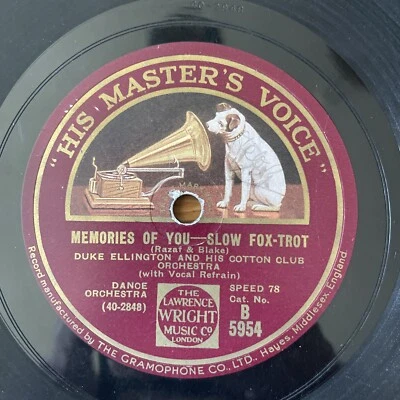 40-2848
"HIS MASTER'S VOICE"
MEMORIES OF YOU—SLOW FOX-TROT
(Razaf & Blake)
DUKE ELLINGTON AND HIS COTTON CLUB
ORCHESTRA
(with Vocal Refrain)
DANCE
ORCHESTRA
(40-2848)
THE
LAWRENCE
WRIGHT
MUSIC CO
LONDON
SPEED 78
Cat. No.
B
5954
Record manufactured by THE GRAMOPHONE CO., LTD., Hayes, Middlesex, England.